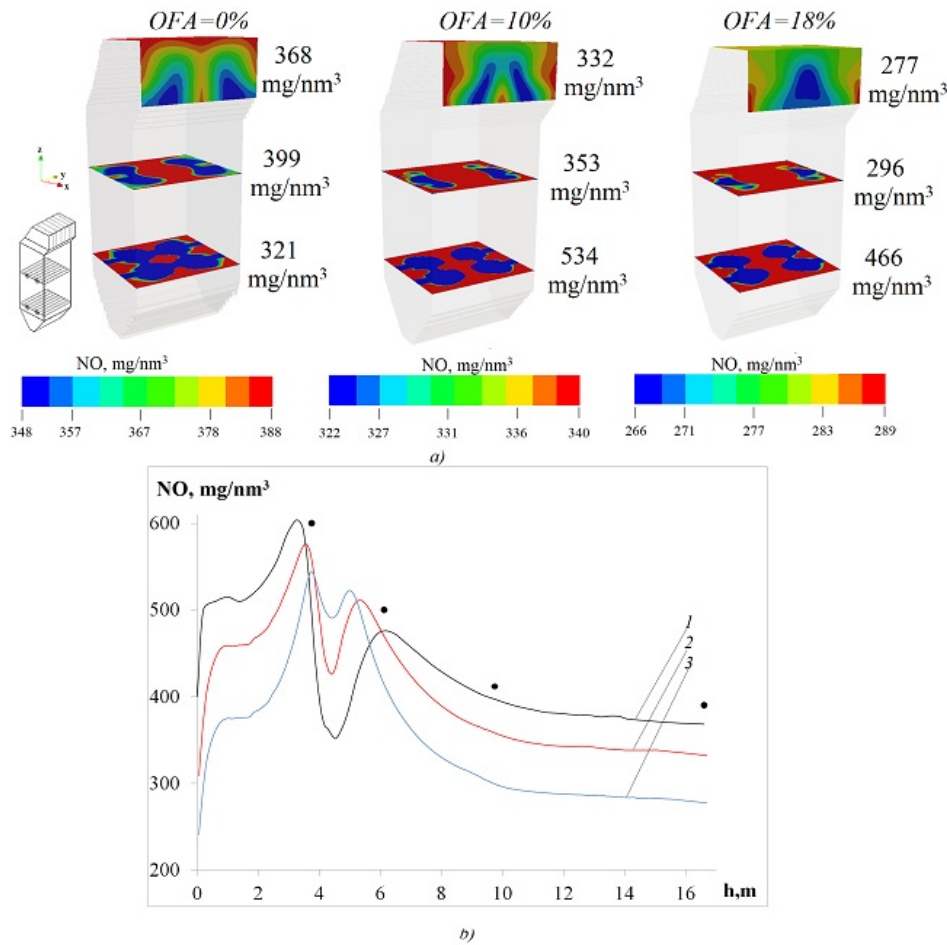 OFA=0%
OFA=10%
OFA=18%
368
mg/nm³
332
mg/nm³
277
mg/nm³
399
mg/nm³
353
mg/nm³
296
mg/nm³
z
y
x
321
mg/nm³
534
mg/nm³
466
mg/nm³
NO, mg/nm³
NO, mg/nm³
NO, mg/nm³
348 357 367 378 388
322 327 331 336 340
266 271 277 283 289
a)
NO, mg/nm³
600
500
400
300
200
1
2
3
0 2 4 6 8 10 12 14 16 h,m
b)